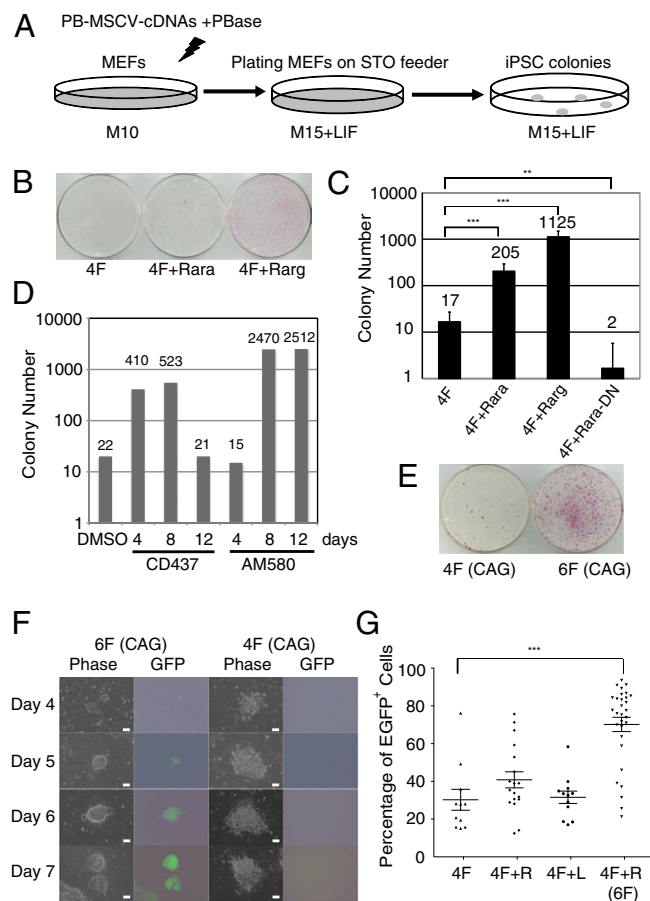 A
PB-MSCV-cDNAs +PBase
MEFs
Plating MEFs on STO feeder
iPSC colonies
M10
M15+LIF
M15+LIF
B
4F
4F+Rara
4F+Rarg
C
Colony Number
10000
1000
100
10
1
**
***
***
17
205
1125
2
4F
4F+Rara
4F+Rarg
4F+Rara-DN
D
Colony Number
10000
1000
100
10
1
22
410
523
21
15
2470
2512
DMSO
4
8
12
4
8
12
days
CD437
AM580
E
4F (CAG)
6F (CAG)
F
6F (CAG)
4F (CAG)
Phase
GFP
Phase
GFP
Day 4
Day 5
Day 6
Day 7
G
Percentage of EGFP+ Cells
100
80
60
40
20
0
***
4F
4F+R
4F+L
4F+R
(6F)